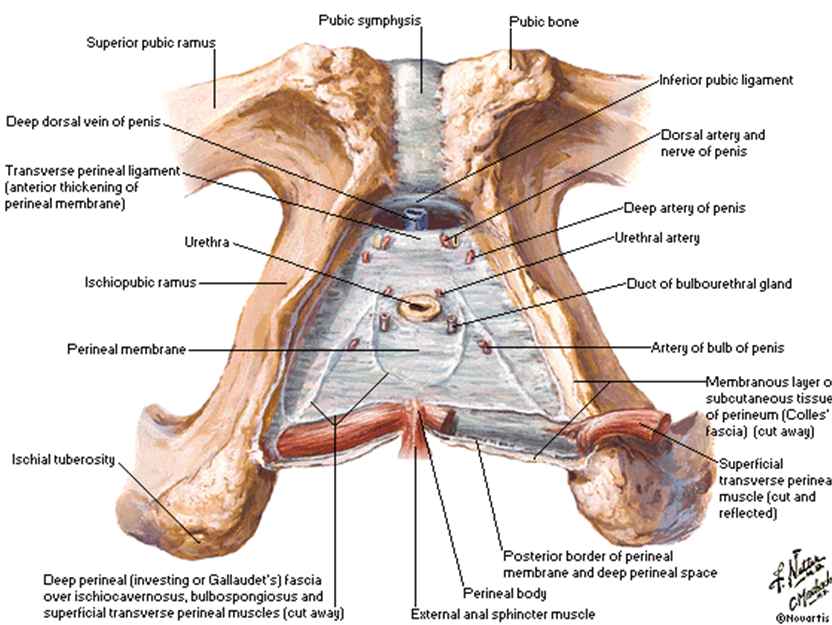 Pubic symphysis
Pubic bone
Superior pubic ramus
Inferior pubic ligament
Deep dorsal vein of penis
Dorsal artery and
nerve of penis
Transverse perineal ligament
(anterior thickening of
perineal membrane)
Deep artery of penis
Urethra
Urethral artery
Ischiopubic ramus
Duct of bulbourethral gland
Perineal membrane
Artery of bulb of penis
Membranous layer o
subcutaneous tissue
of perineum (Colles'
fascia) (cut away)
Ischial tuberosity
Superficial
transverse perinea
muscle (cut and
reflected)
Posterior border of perineal
membrane and deep perineal space
Deep perineal (investing or Gallaudet's) fascia
over ischiocavernosus, bulbospongiosus and
superficial transverse perineal muscles (cut away)
Perineal body
External anal sphincter muscle
F. Netter
©Novartis